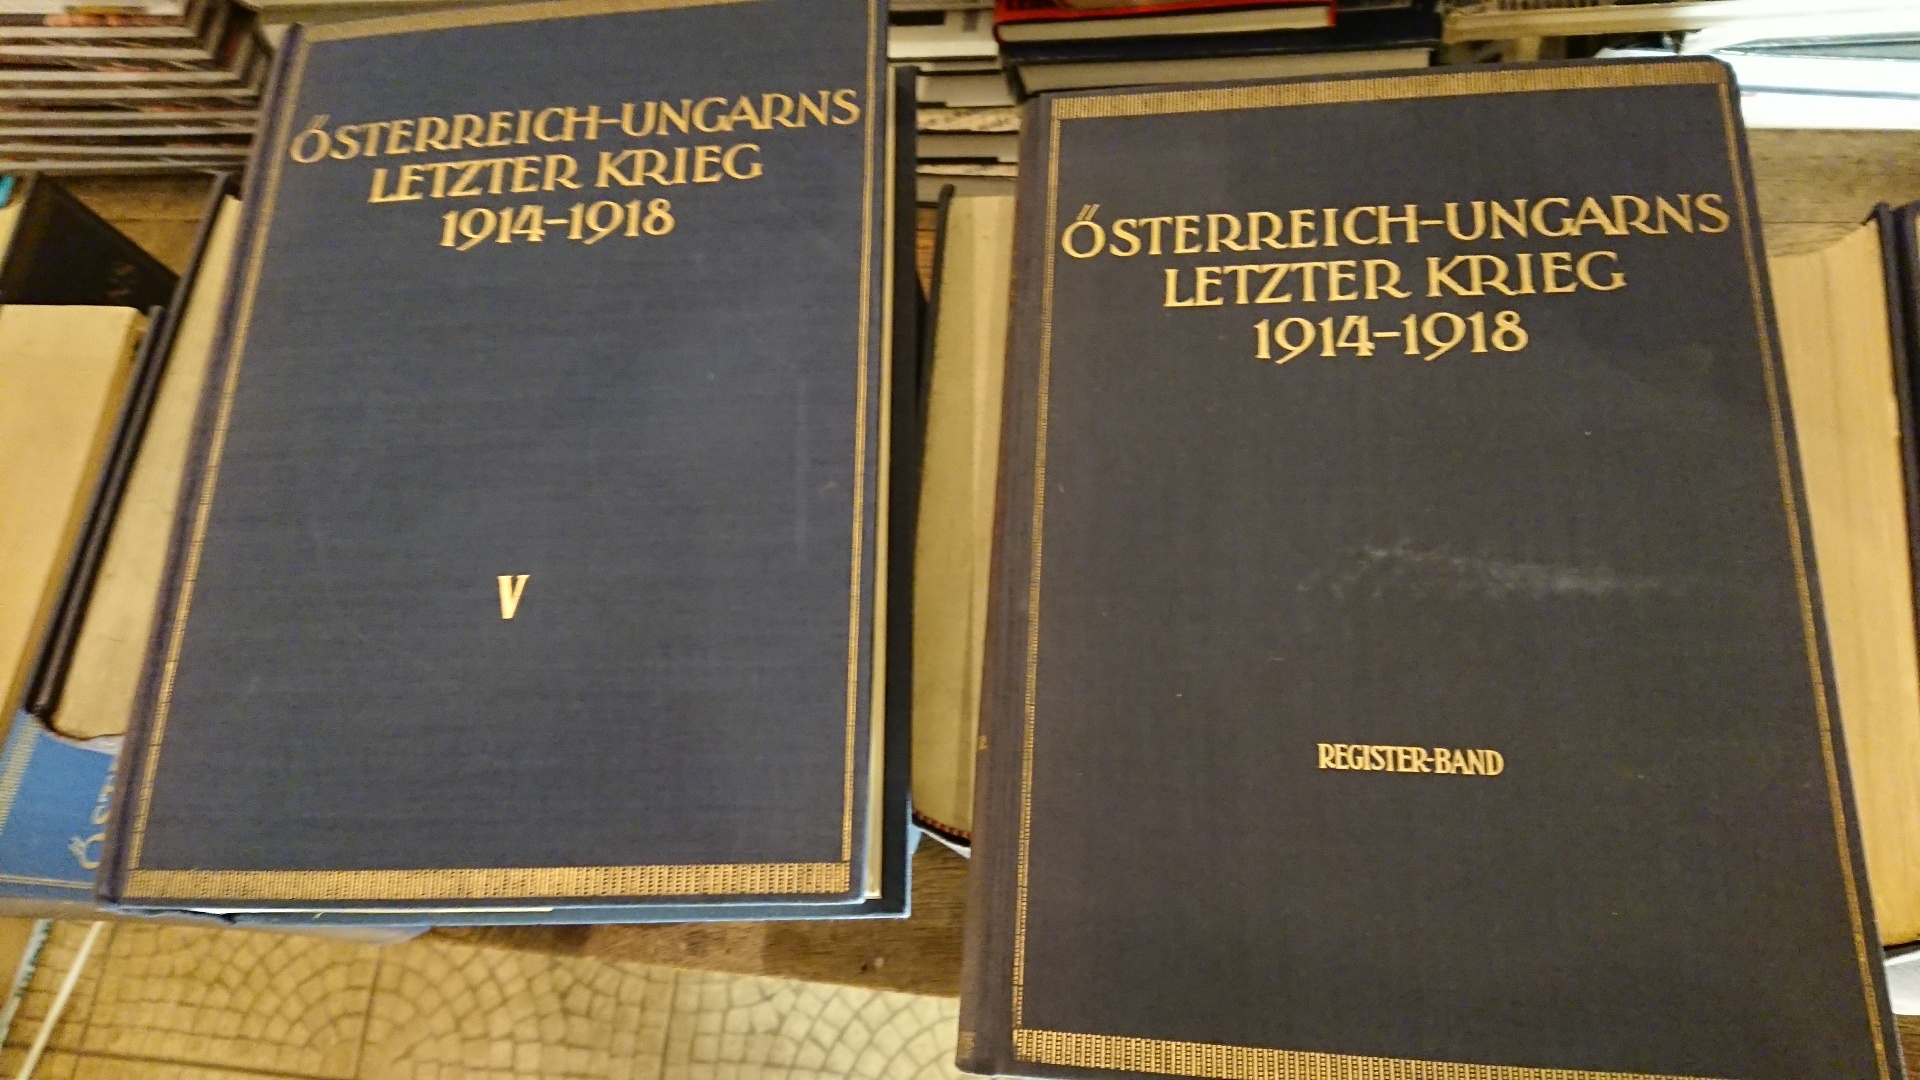 ÖSTERREICH-UNGARNS
LETZTER KRIEG
1914-1918
V
ÖSTERREICH-UNGARNS
LETZTER KRIEG
1914-1918
REGISTER-BAND